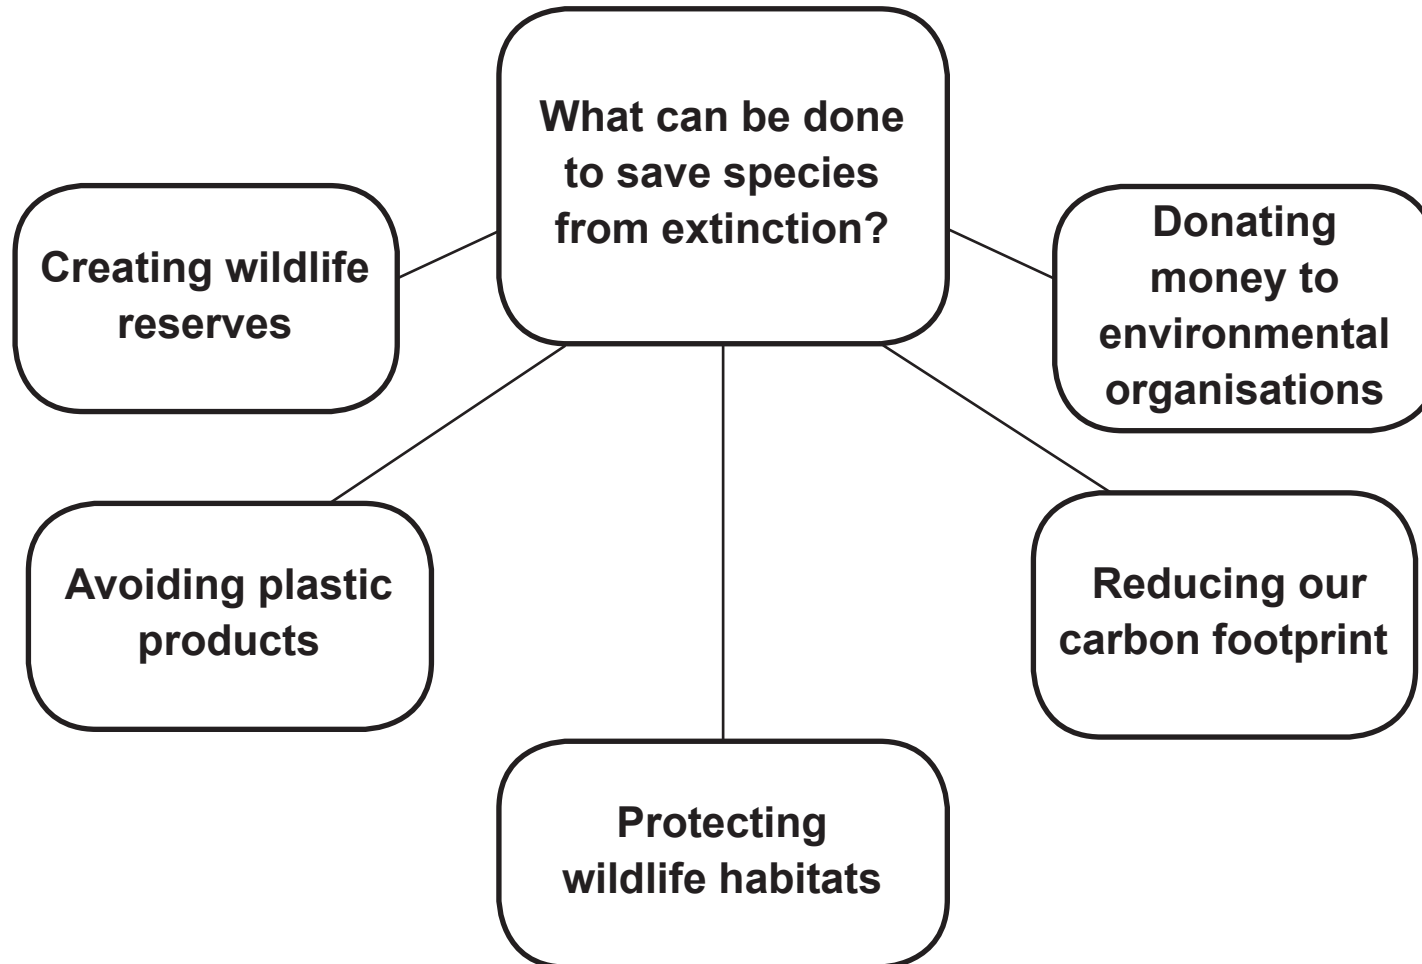 What can be done
to save species
from extinction?
Creating wildlife
reserves
Donating
money to
environmental
organisations
Avoiding plastic
products
Reducing our
carbon footprint
Protecting
wildlife habitats